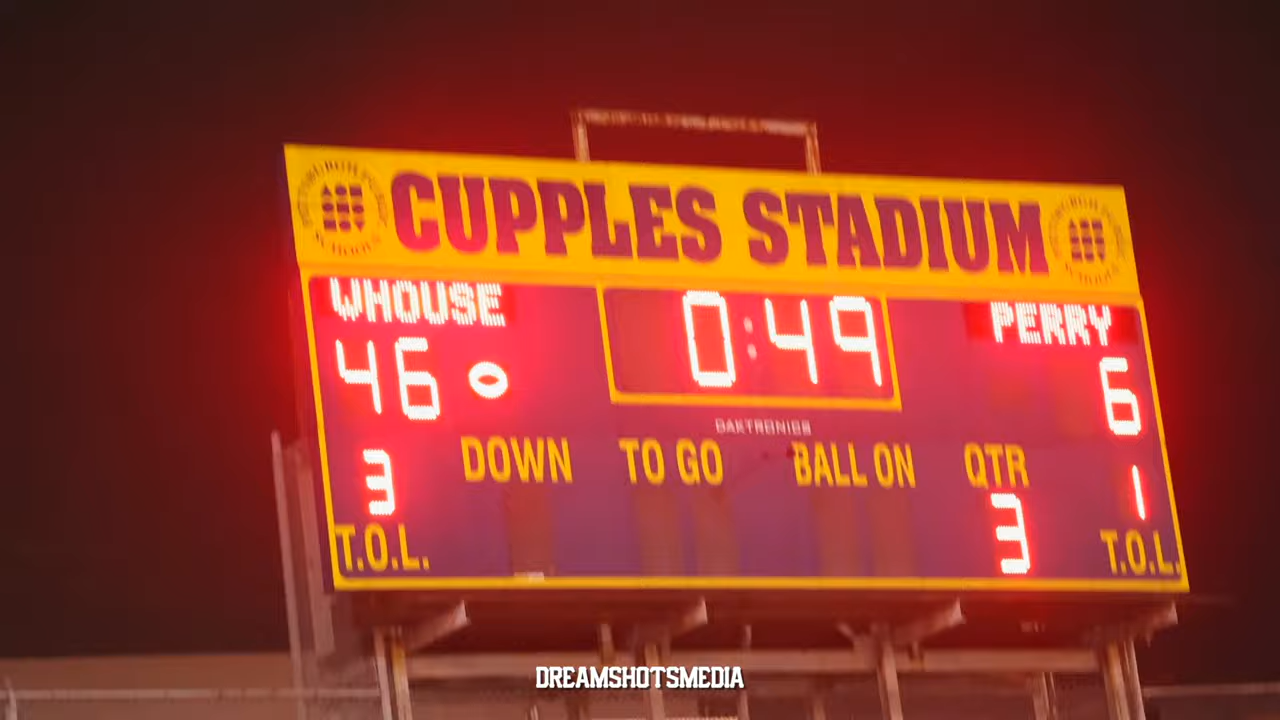 CUPPLES STADIUM
WHOUSE 0:49 PERRY
46 6
DAKTRONICS
3 DOWN TO GO BALL ON QTR 1
T.O.L. 3 T.O.L.
DREAMSHOTSMEDIA